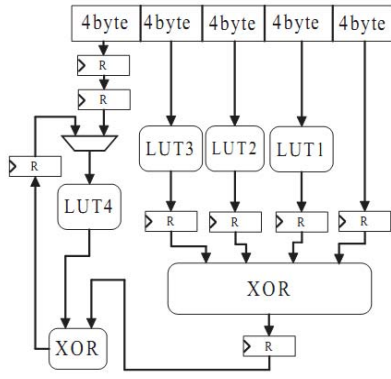 4byte 4byte 4byte 4byte 4byte
R
R
R
LUT3 LUT2 LUT1
LUT4
R R R R
XOR
XOR
R